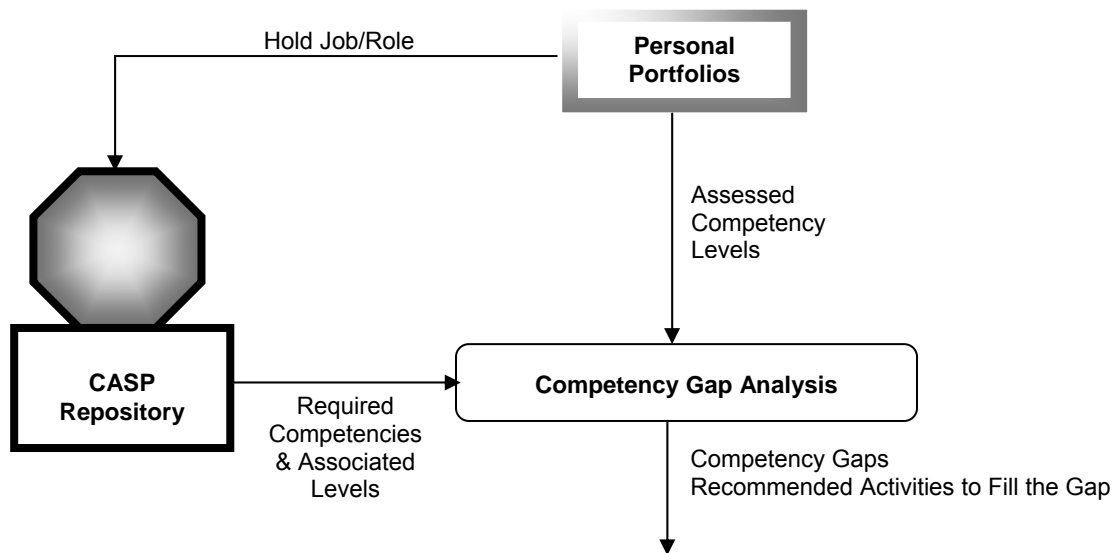 Hold Job/Role
Personal
Portfolios
Assessed
Competency
Levels
CASP
Repository
Required
Competencies
& Associated
Levels
Competency Gap Analysis
Competency Gaps
Recommended Activities to Fill the Gap